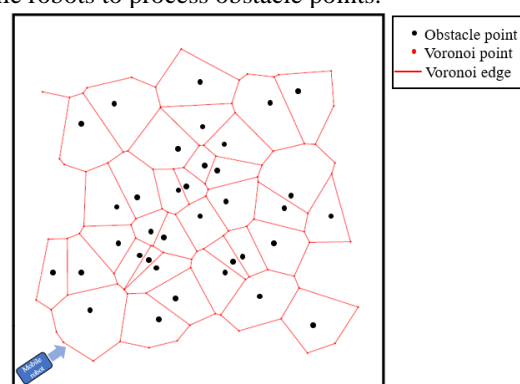 he robots to process obstacle points.
Obstacle point
Voronoi point
Voronoi edge
Mobile
robot